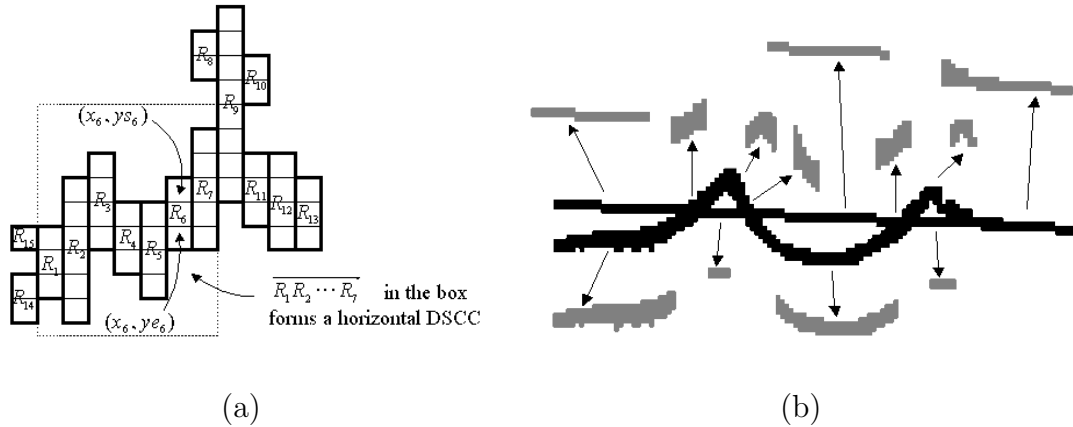 R₈
R₁₀
R₉
(x₆, ys₆)
R₃
R₇
R₆
R₁₁
R₁₂
R₁₃
R₁₅
R₂
R₄
R₅
R₁
R₁₄
(x₆, ye₆)
R₁R₂ ⋯ R₇ in the box
forms a horizontal DSCC
(a) (b)